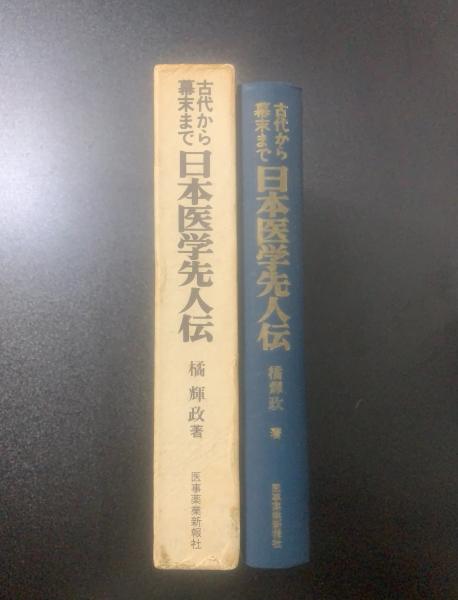 古代から
幕末まで
日本医学先人伝
橘輝政著
医事薬業新報社
古代から
幕末まで
日本医学先人伝
橘輝政 著
医事薬業新報社